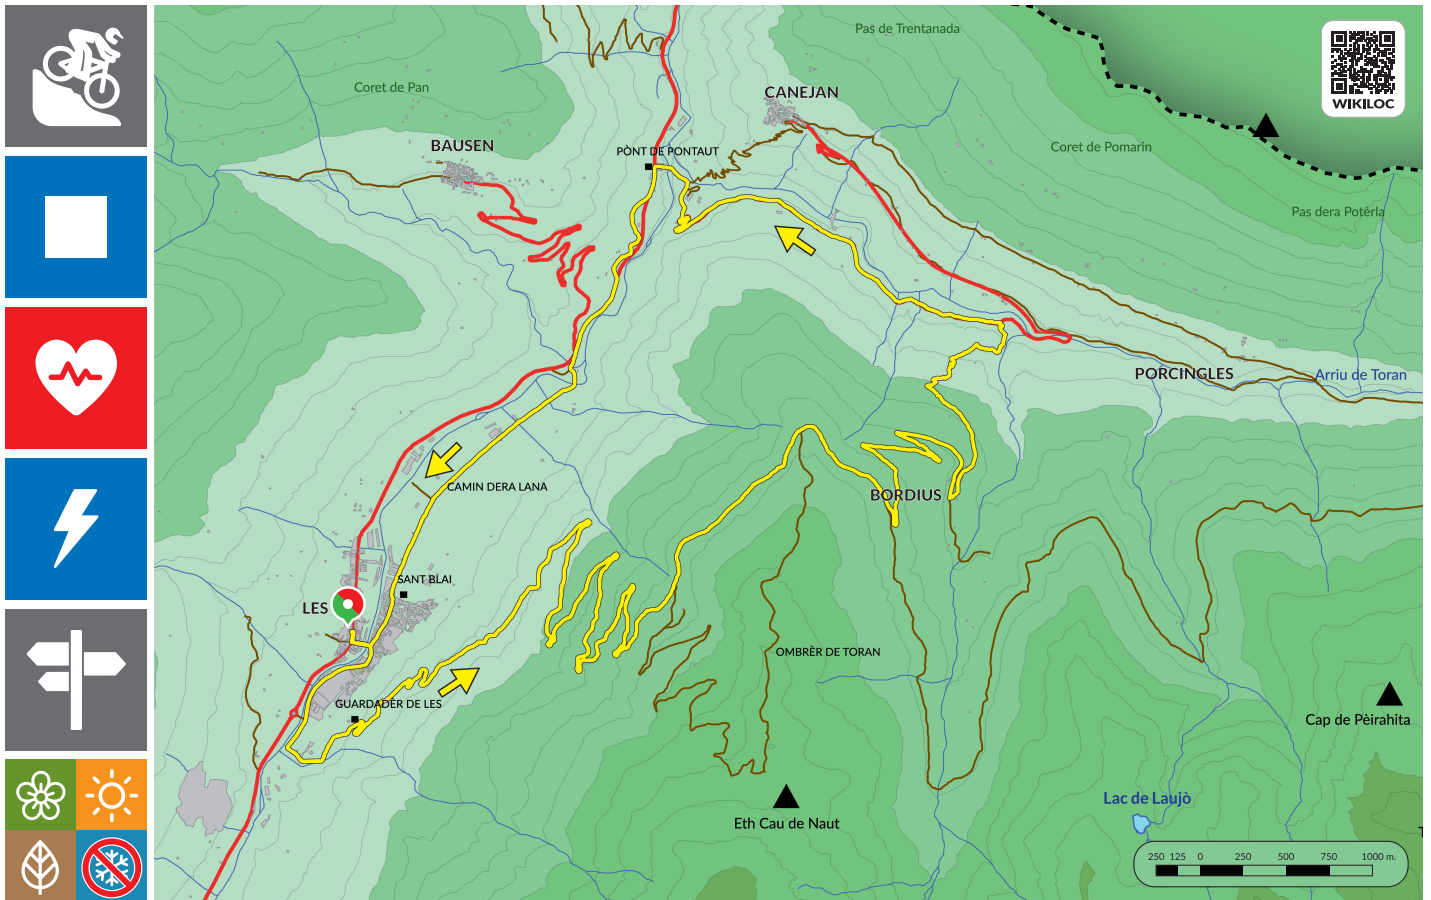 Pas de Trentanada
WIKILOC
Coret de Pan
CANEJAN
BAUSEN
PÒNT DE PONTAUT
Coret de Pomarin
Pas dera Potèrla
PORCINGLES
Arriu de Toran
CAMIN DERA LANA
BORDIUS
SANT BLAI
LES
OMBRÈR DE TORAN
GUARDADÈR DE LES
Cap de Pèirahita
Lac de Laujò
Eth Cau de Naut
250 125 0 250 500 750 1000 m.